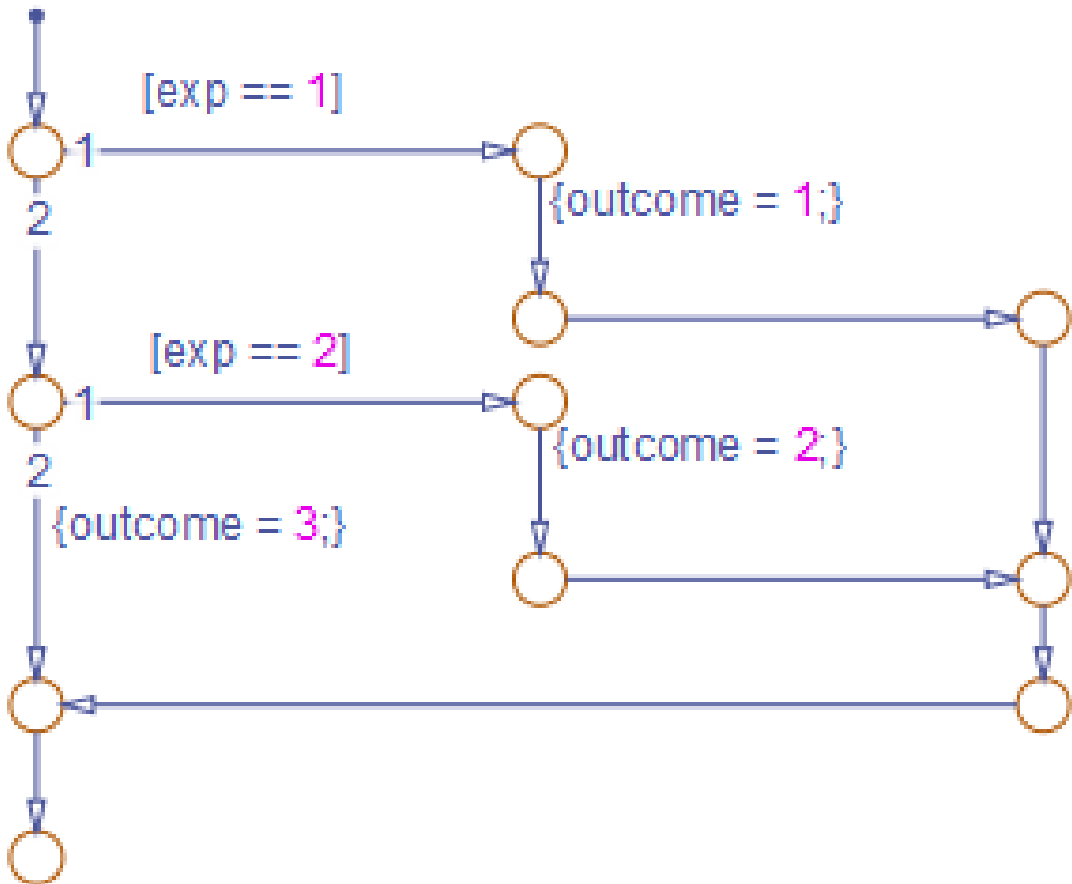 [exp == 1]
1
{outcome = 1;}
2
[exp == 2]
1
{outcome = 2;}
2
{outcome = 3;}